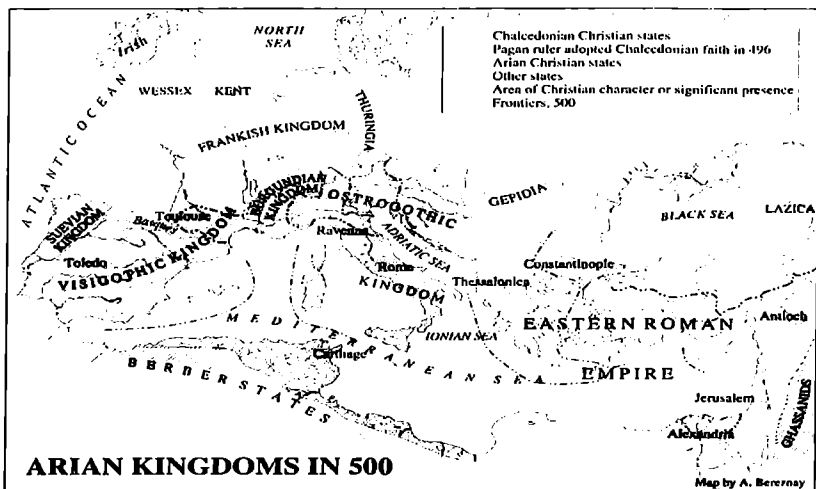 NORTH
SEA
Irish
Chalcedonian Christian states
Pagan ruler adopted Chalcedonian faith in 496
Arian Christian states
Other states
Area of Christian character or significant presence
Frontiers, 500
WESSEX KENT
ATLANTIC OCEAN
THURINGIA
FRANKISH KINGDOM
BURGUNDIAN
KINGDOM
OSTROGOTHIC
GEPIDIA
BLACK SEA
LAZICA
SUEVIAN
KINGDOM
Basques
Toulouse
Ravenna
ADRIATIC SEA
Toledo
VISIGOTHIC KINGDOM
Rome
KINGDOM
Thessalonica
Constantinople
MEDITERRANEAN SEA
IONIAN SEA
EASTERN ROMAN
EMPIRE
Antioch
Carthage
BERBER STATES
Jerusalem
Alexandria
GHASSANIDS
ARIAN KINGDOMS IN 500